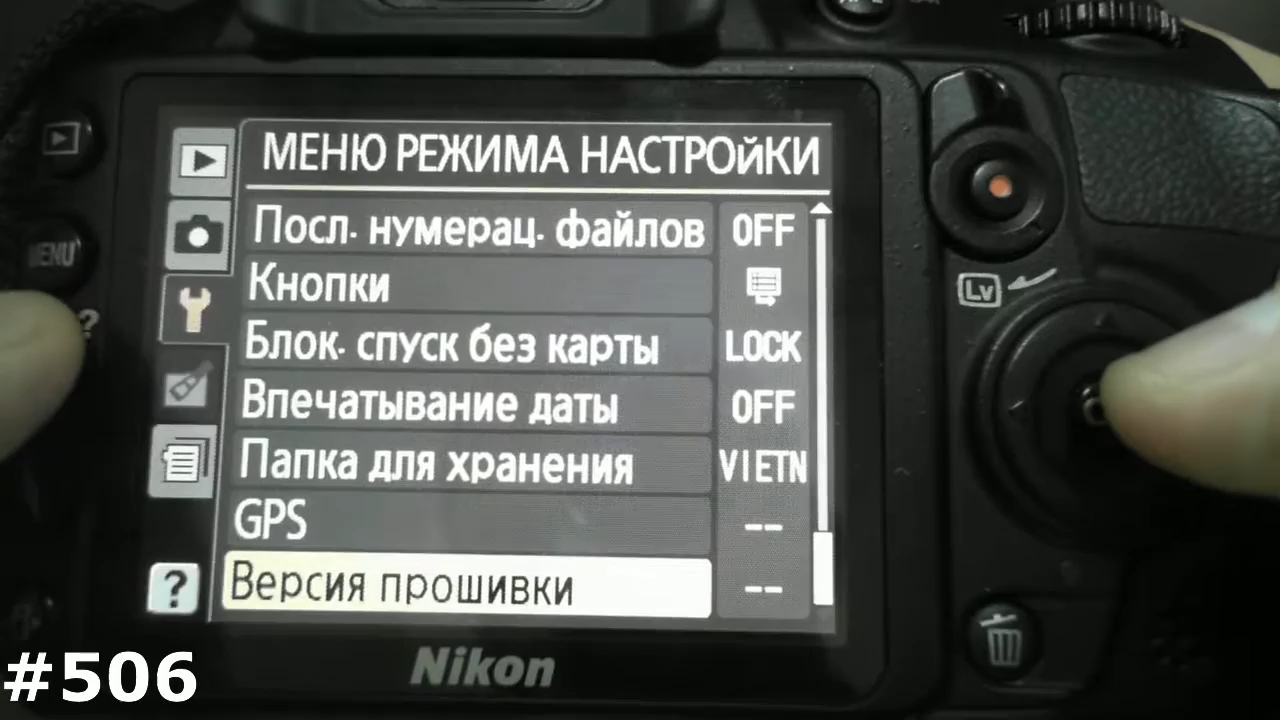 МЕНЮ РЕЖИМА НАСТРОйКИ
Посл. нумерац. файлов OFF
Кнопки
Блок. спуск без карты LOCK
Впечатывание даты OFF
Папка для хранения VIETN
GPS --
Версия прошивки --
?
MENU
?
Lv
Nikon
#506